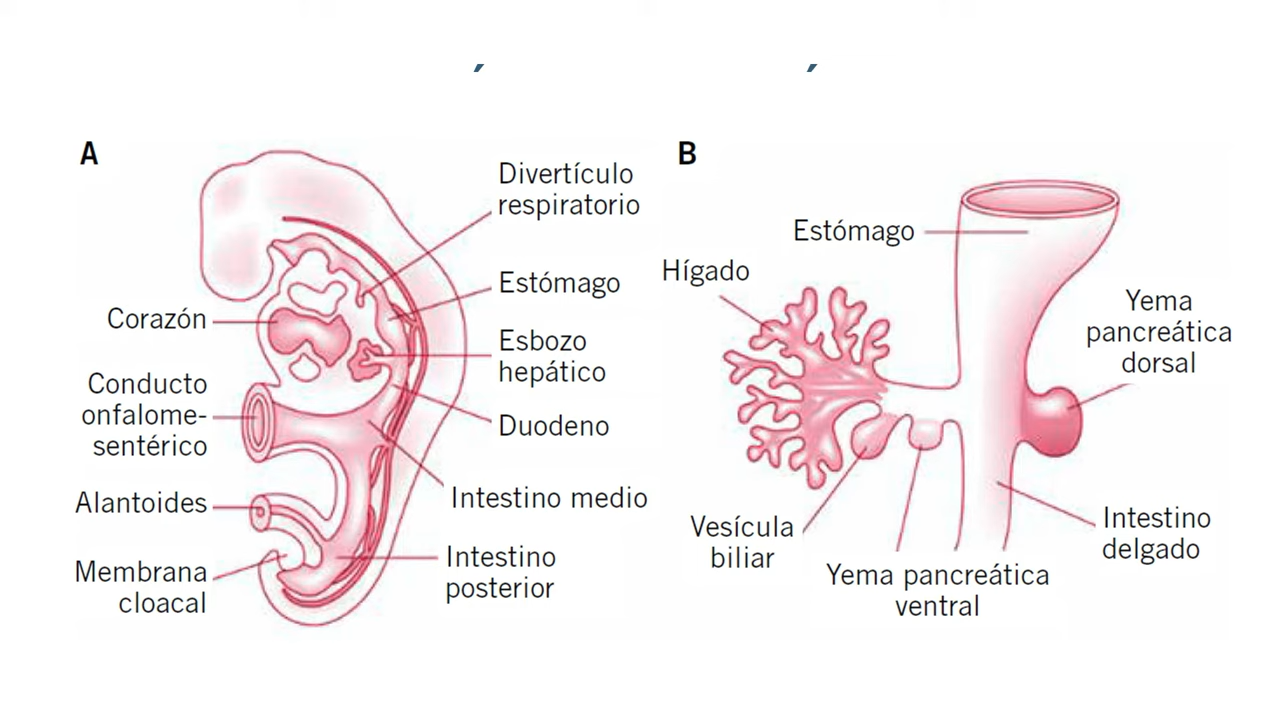 A
Divertículo
respiratorio
Estómago
Corazón
Esbozo
hepático
Conducto
onfalome-
sentérico
Duodeno
Alantoides
Intestino medio
Membrana
cloacal
Intestino
posterior
B
Estómago
Hígado
Yema
pancreática
dorsal
Vesícula
biliar
Intestino
delgado
Yema pancreática
ventral